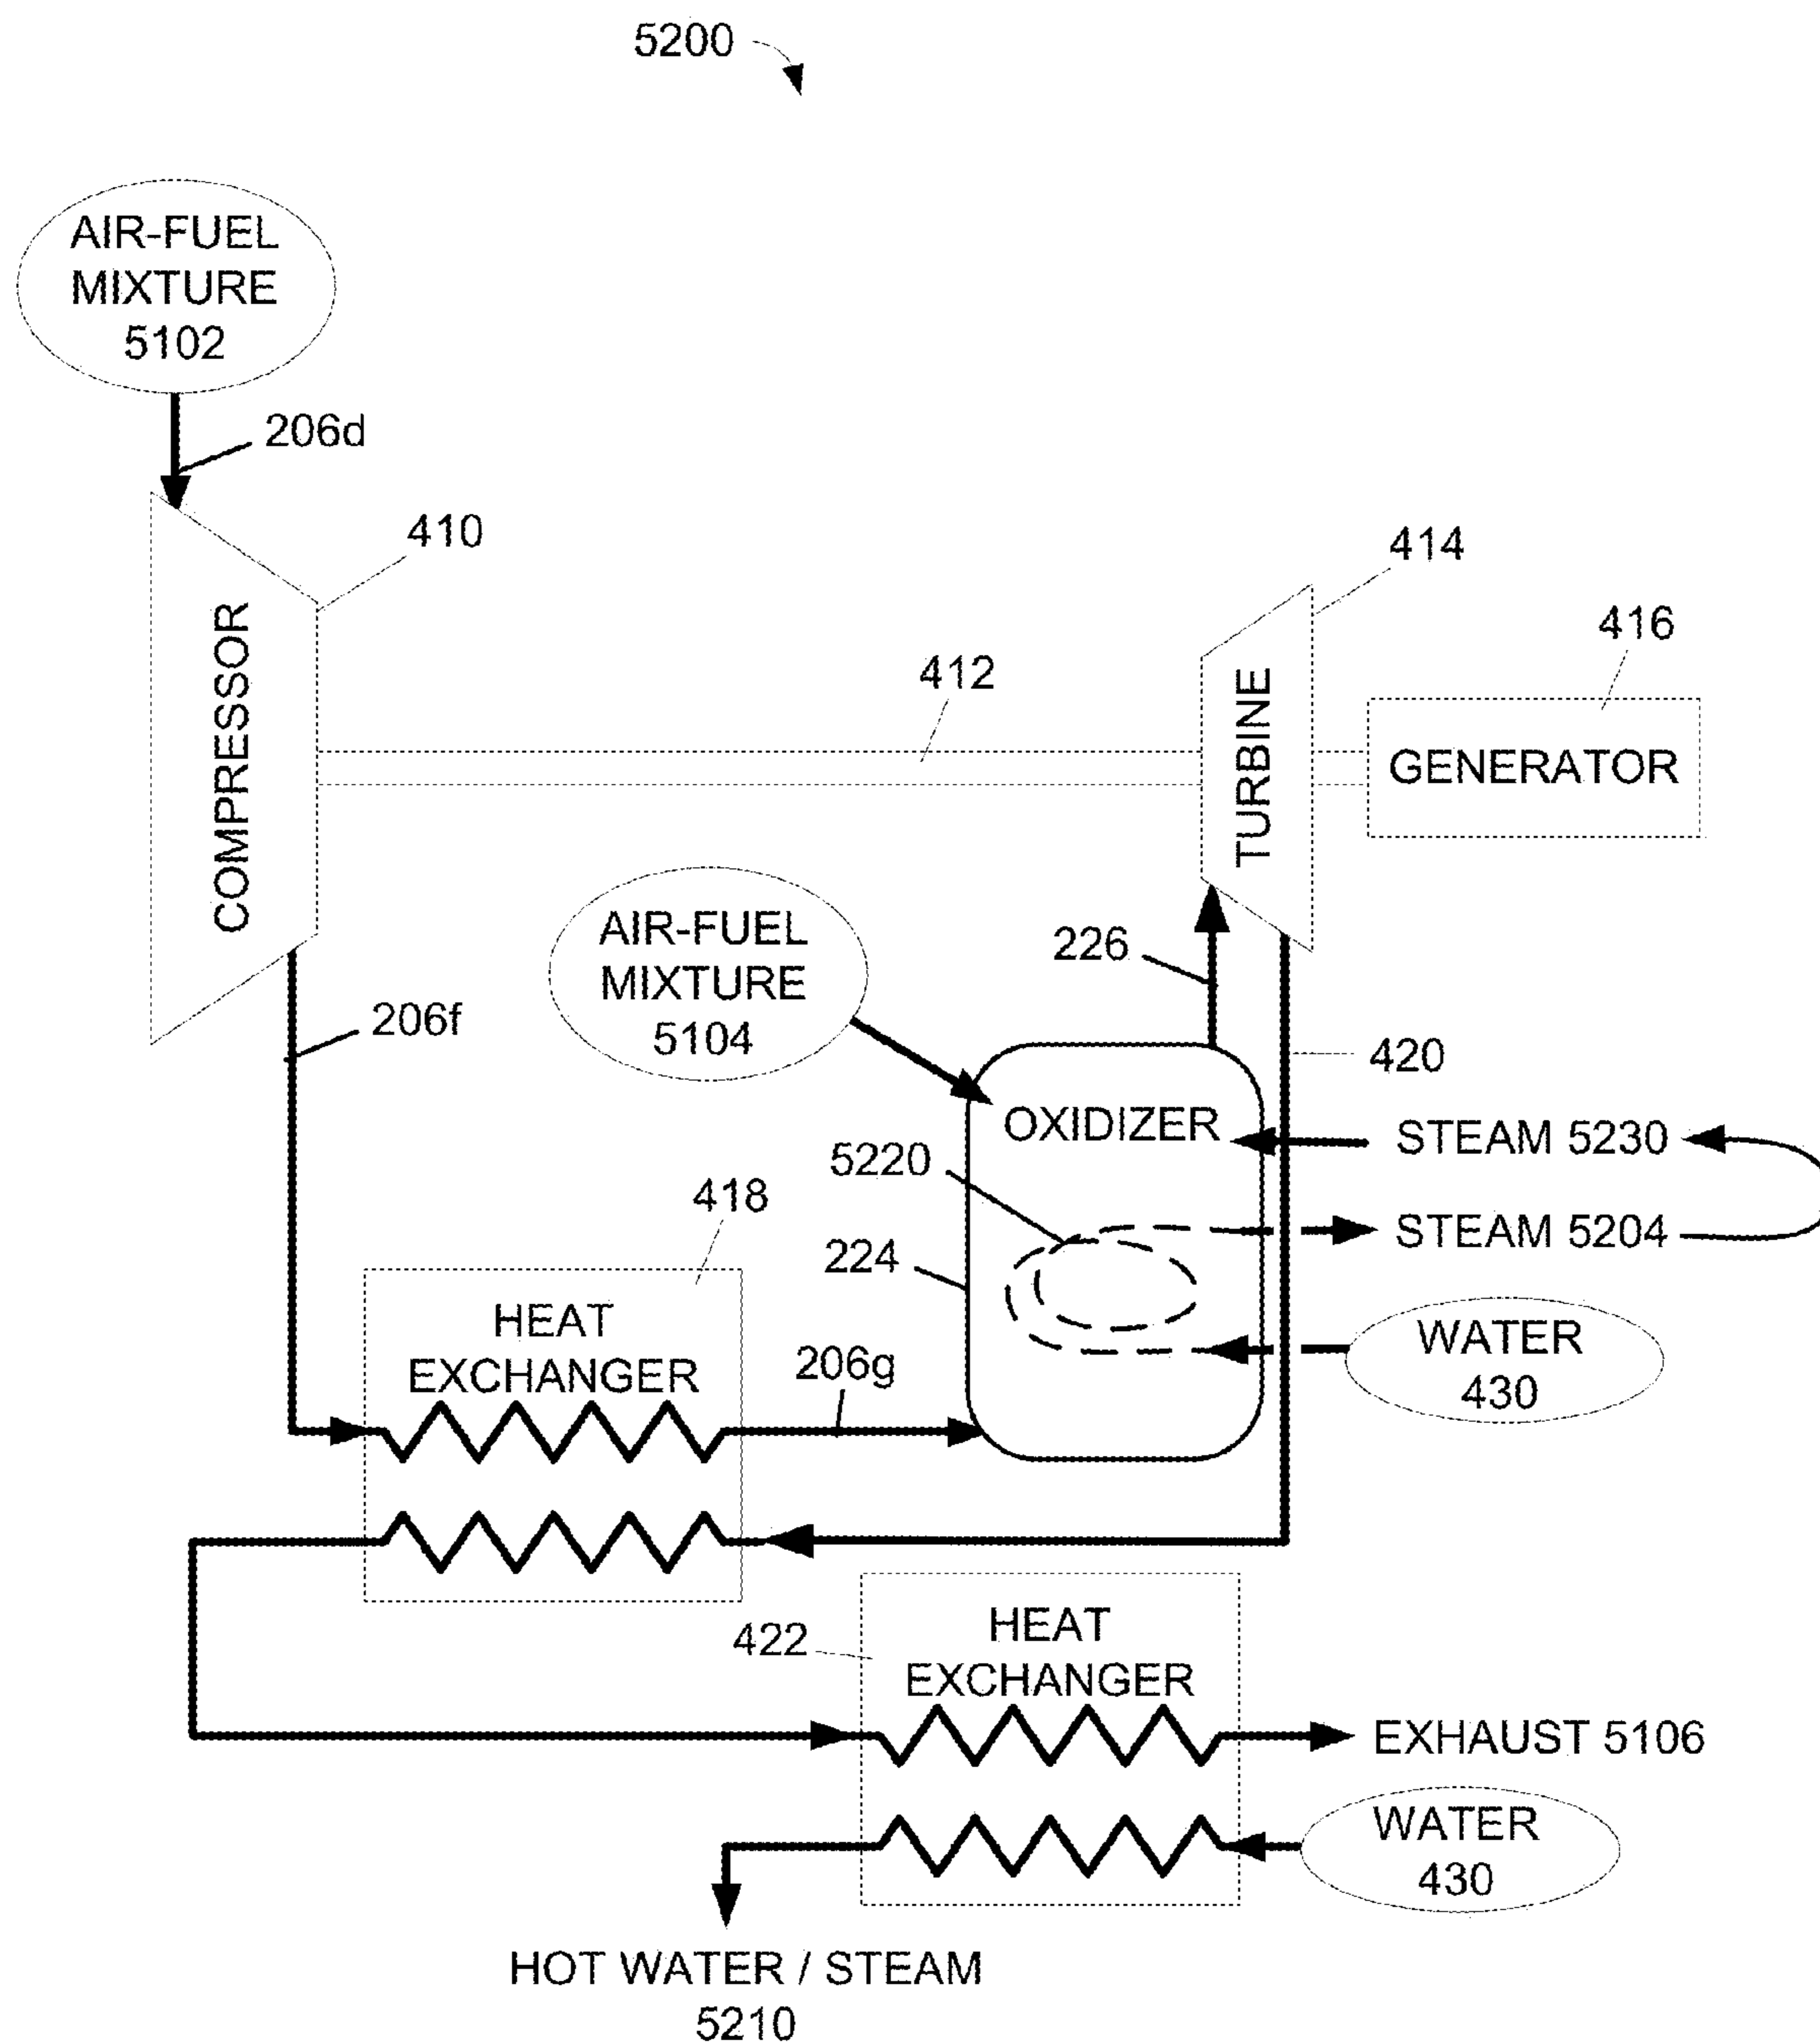 5200
AIR-FUEL
MIXTURE
5102
206d
410
414
416
412
COMPRESSOR
TURBINE
GENERATOR
AIR-FUEL
MIXTURE
5104
226
206f
420
OXIDIZER
STEAM 5230
5220
418
STEAM 5204
224
HEAT
EXCHANGER
WATER
430
206g
422
HEAT
EXCHANGER
EXHAUST 5106
WATER
430
HOT WATER / STEAM
5210